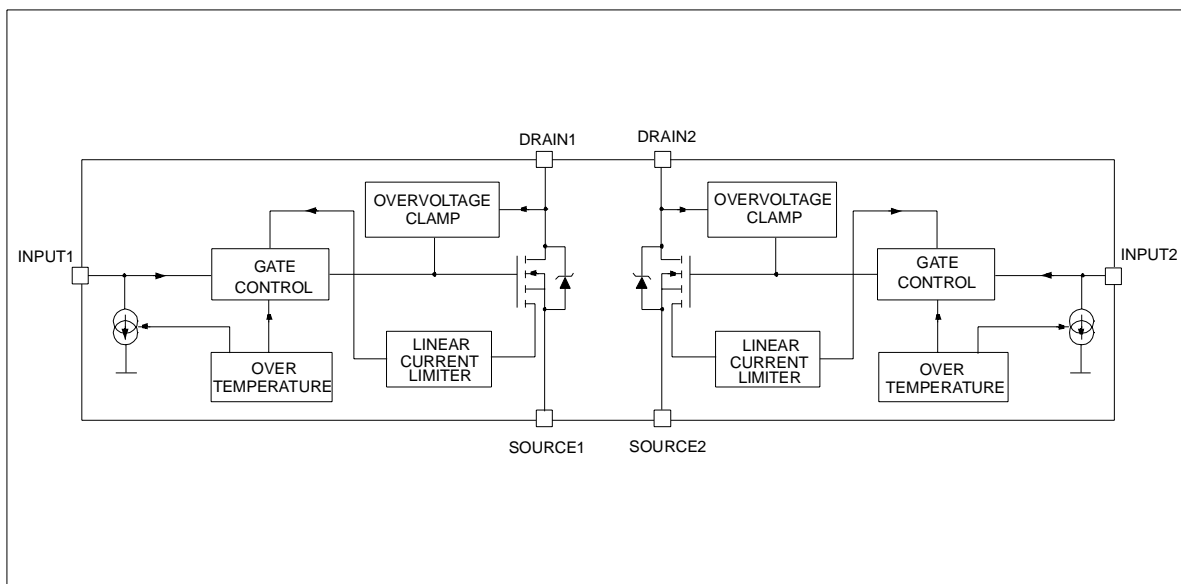 DRAIN1
DRAIN2
OVERVOLTAGE
CLAMP
OVERVOLTAGE
CLAMP
INPUT1
INPUT2
GATE
CONTROL
GATE
CONTROL
OVER
TEMPERATURE
LINEAR
CURRENT
LIMITER
LINEAR
CURRENT
LIMITER
OVER
TEMPERATURE
SOURCE1
SOURCE2